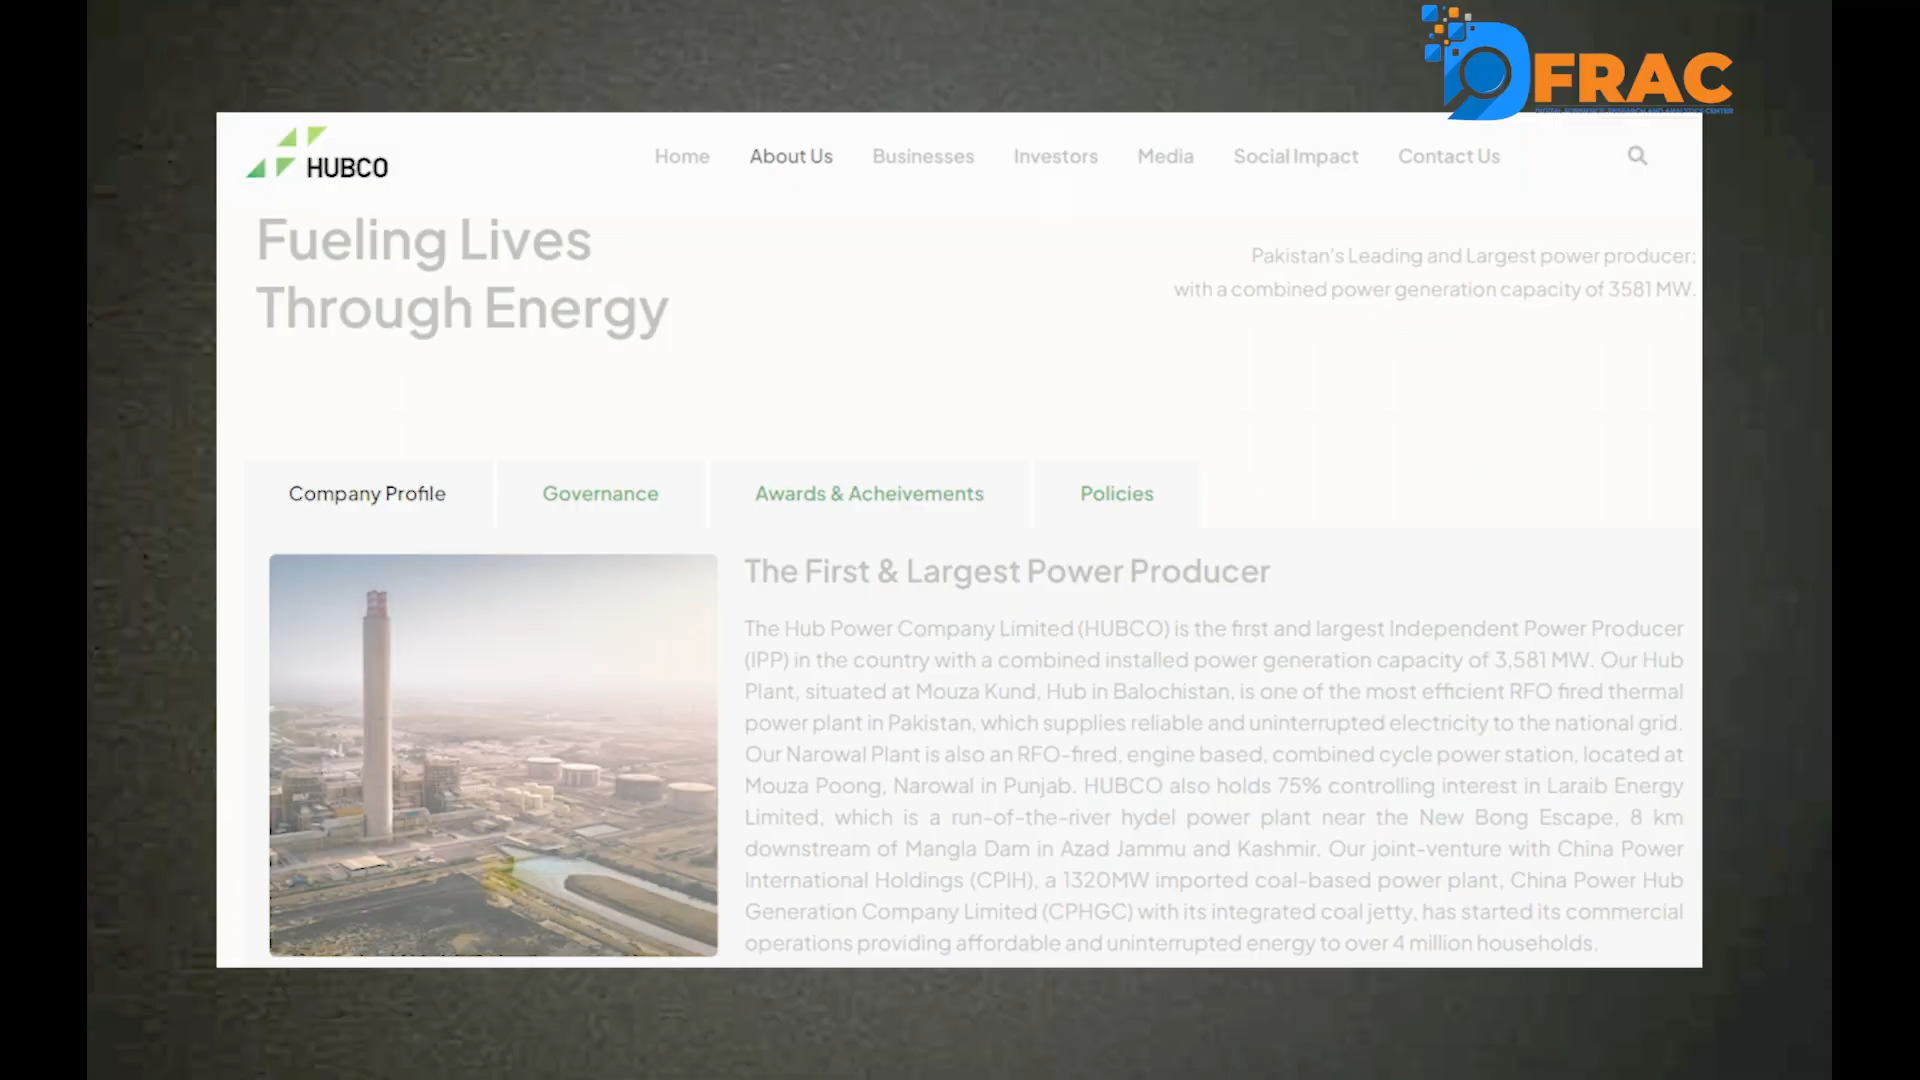 FRAC
DIGITAL FORENSICS, RESEARCH AND ANALYTICS CENTER
HUBCO
Home
About Us
Businesses
Investors
Media
Social Impact
Contact Us
Fueling Lives
Through Energy
Pakistan's Leading and Largest power producer;
with a combined power generation capacity of 3581 MW.
Company Profile
Governance
Awards & Acheivements
Policies
The First & Largest Power Producer
The Hub Power Company Limited (HUBCO) is the first and largest Independent Power Producer
(IPP) in the country with a combined installed power generation capacity of 3,581 MW. Our Hub
Plant, situated at Mouza Kund, Hub in Balochistan, is one of the most efficient RFO fired thermal
power plant in Pakistan, which supplies reliable and uninterrupted electricity to the national grid.
Our Narowal Plant is also an RFO-fired, engine based, combined cycle power station, located at
Mouza Poong, Narowal in Punjab. HUBCO also holds 75% controlling interest in Laraib Energy
Limited, which is a run-of-the-river hydel power plant near the New Bong Escape, 8 km
downstream of Mangla Dam in Azad Jammu and Kashmir. Our joint-venture with China Power
International Holdings (CPIH), a 1320MW imported coal-based power plant, China Power Hub
Generation Company Limited (CPHGC) with its integrated coal jetty, has started its commercial
operations providing affordable and uninterrupted energy to over 4 million households.